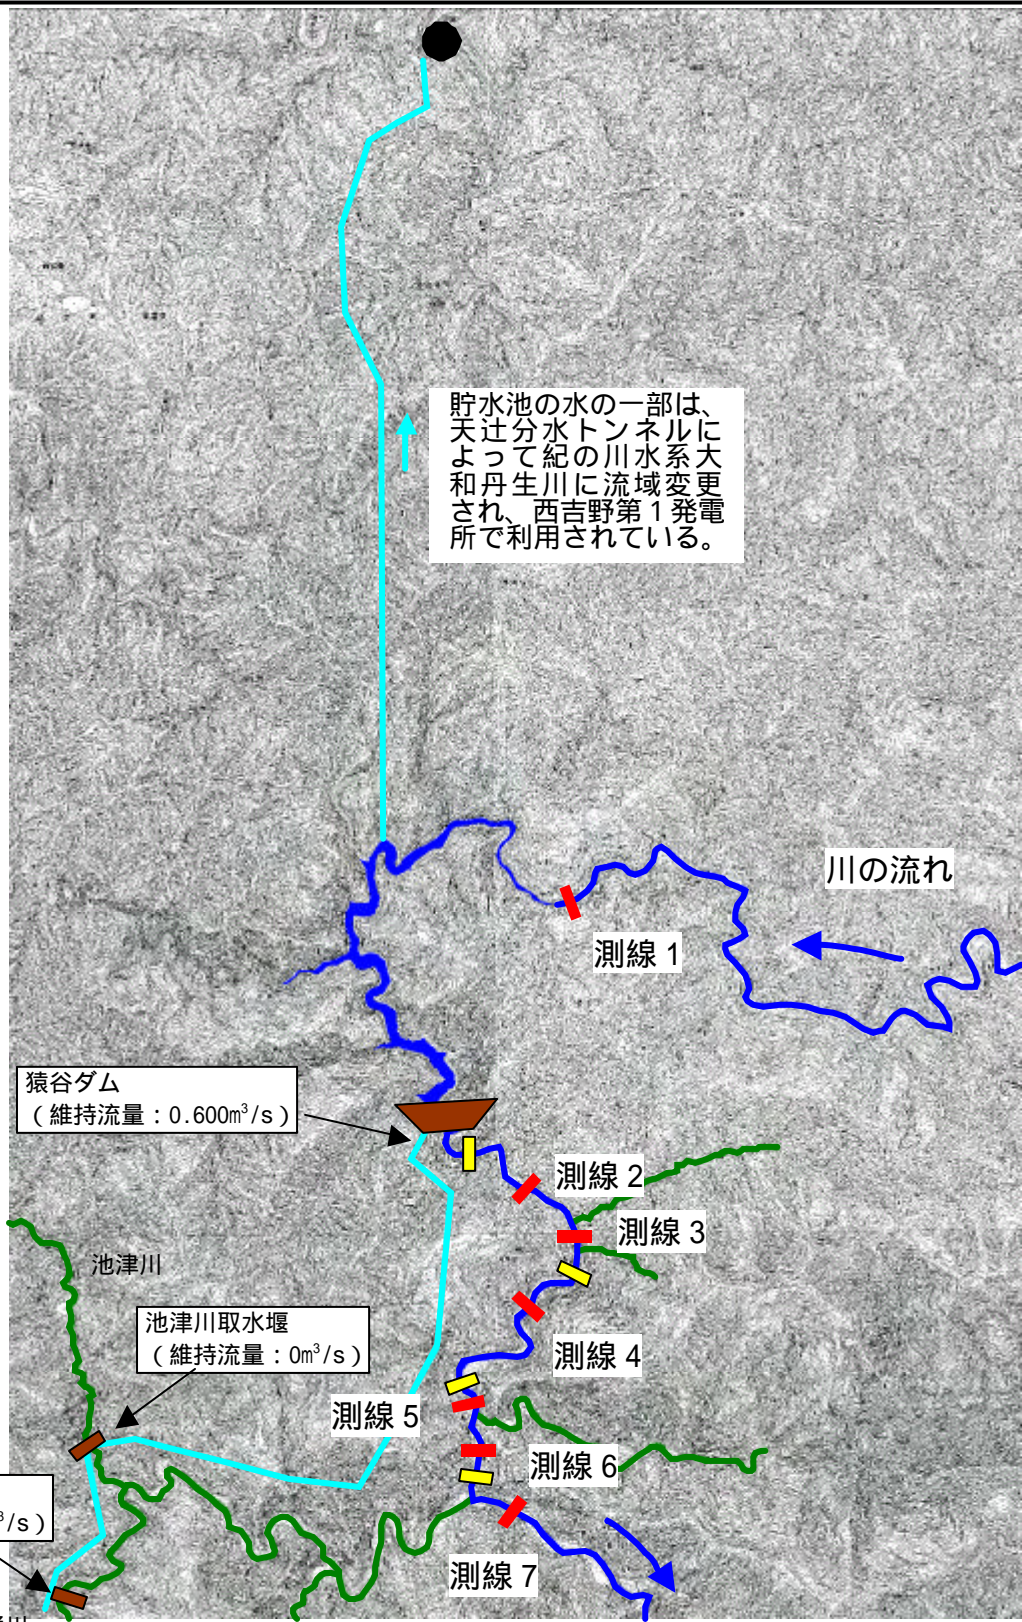 貯水池の水の一部は、
天辻分水トンネルに
よって紀の川水系大
和丹生川に流域変更
され、西吉野第1発電
所で利用されている。
川の流れ
測線 1
猿谷ダム
（維持流量：0.600m³/s）
測線 2
測線 3
池津川
池津川取水堰
（維持流量：0m³/s）
測線 4
測線 5
測線 6
³/s）
測線 7